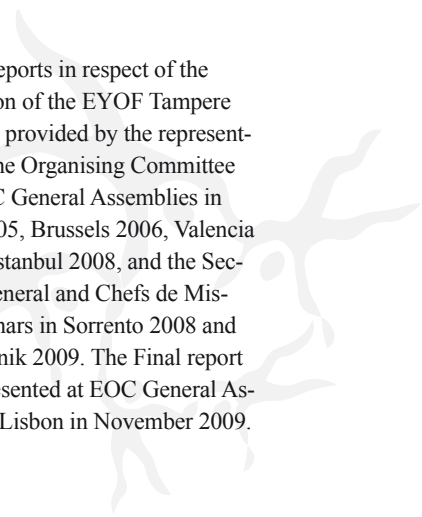 eports in respect of the
on of the EYOF Tampere
provided by the represent-
ne Organising Committee
C General Assemblies in
05, Brussels 2006, Valencia
stanbul 2008, and the Sec-
eneral and Chefs de Mis-
nars in Sorrento 2008 and
nik 2009. The Final report
esented at EOC General As-
Lisbon in November 2009.